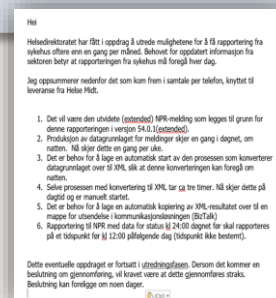 Hei
Helsedirektoratet har fått i oppdrag å utrede mulighetene for å få rapportering fra
sykehus oftere enn en gang per måned. Behovet for oppdatert informasjon fra
sektoren betyr at rapporteringen fra sykehus må foregå hver dag.
Jeg oppsummerer nedenfor det som kom frem i samtale per telefon, knyttet til
leveranse fra Helse Midt.
1. Det vil være den utvidete (extended) NPR-melding som legges til grunn for
denne rapporteringen i versjon 54.0.1(extended).
2. Produksjon av datagrunnlaget for meldinger skjer en gang i døgnet, om
natten. Nå skjer dette en gang per uke.
3. Det er behov for å lage en automatisk start av den prosessen som konverterer
datagrunnlaget over til XML slik at denne konverteringen kan foregå om
natten.
4. Selve prosessen med konvertering til XML tar ca tre timer. Nå skjer dette på
dagtid og er manuelt startet.
5. Det er behov for å lage en automatisk kopiering av XML-resultatet over til en
mappe for utsendelse i kommunikasjonsløsningen (BizTalk)
6. Rapportering til NPR med data for status kl 24:00 døgnet før skal rapporteres
på et tidspunkt før kl 12:00 påfølgende dag (tidspunkt ikke bestemt).
Dette eventuelle oppdraget er fortsatt i utredningsfasen. Dersom det kommer en
beslutning om gjennomføring, vil kravet være at dette gjennomføres straks.
Beslutning kan foreligge om noen dager.